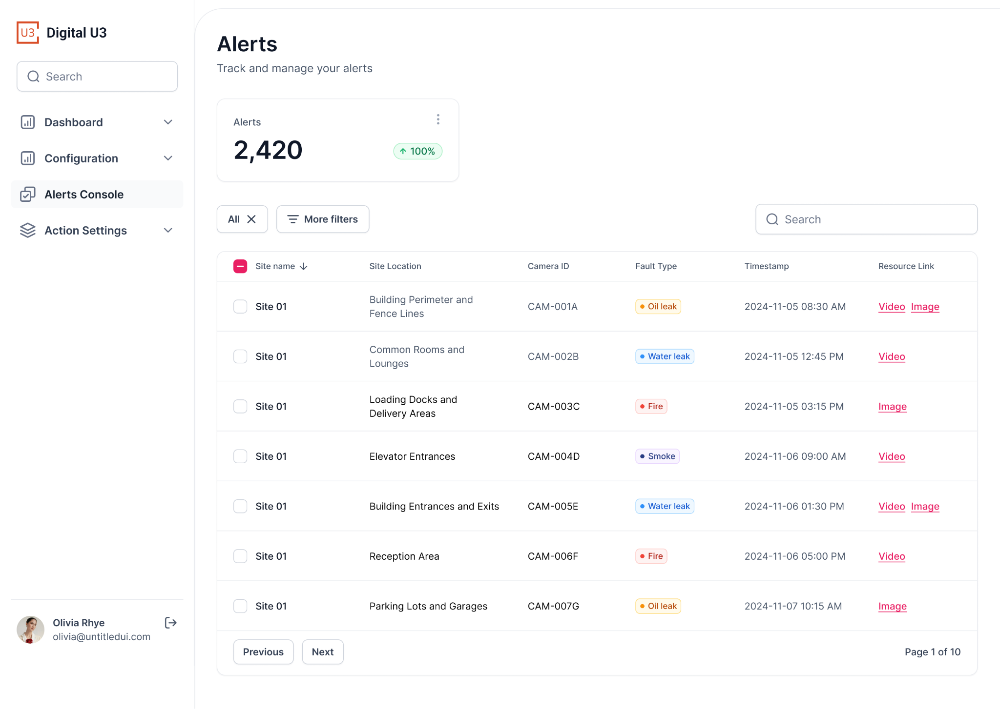 U3
Digital U3
Search
Dashboard
Configuration
Alerts Console
Action Settings
Olivia Rhye
olivia@untitledui.com
Alerts
Track and manage your alerts
Alerts
2,420
100%
All
More filters
Search
Site name Site Location Camera ID Fault Type Timestamp Resource Link
Site 01 Building Perimeter and Fence Lines CAM-001A Oil leak 2024-11-05 08:30 AM Video Image
Site 01 Common Rooms and Lounges CAM-002B Water leak 2024-11-05 12:45 PM Video
Site 01 Loading Docks and Delivery Areas CAM-003C Fire 2024-11-05 03:15 PM Image
Site 01 Elevator Entrances CAM-004D Smoke 2024-11-06 09:00 AM Video
Site 01 Building Entrances and Exits CAM-005E Water leak 2024-11-06 01:30 PM Video Image
Site 01 Reception Area CAM-006F Fire 2024-11-06 05:00 PM Video
Site 01 Parking Lots and Garages CAM-007G Oil leak 2024-11-07 10:15 AM Image
Previous Next Page 1 of 10